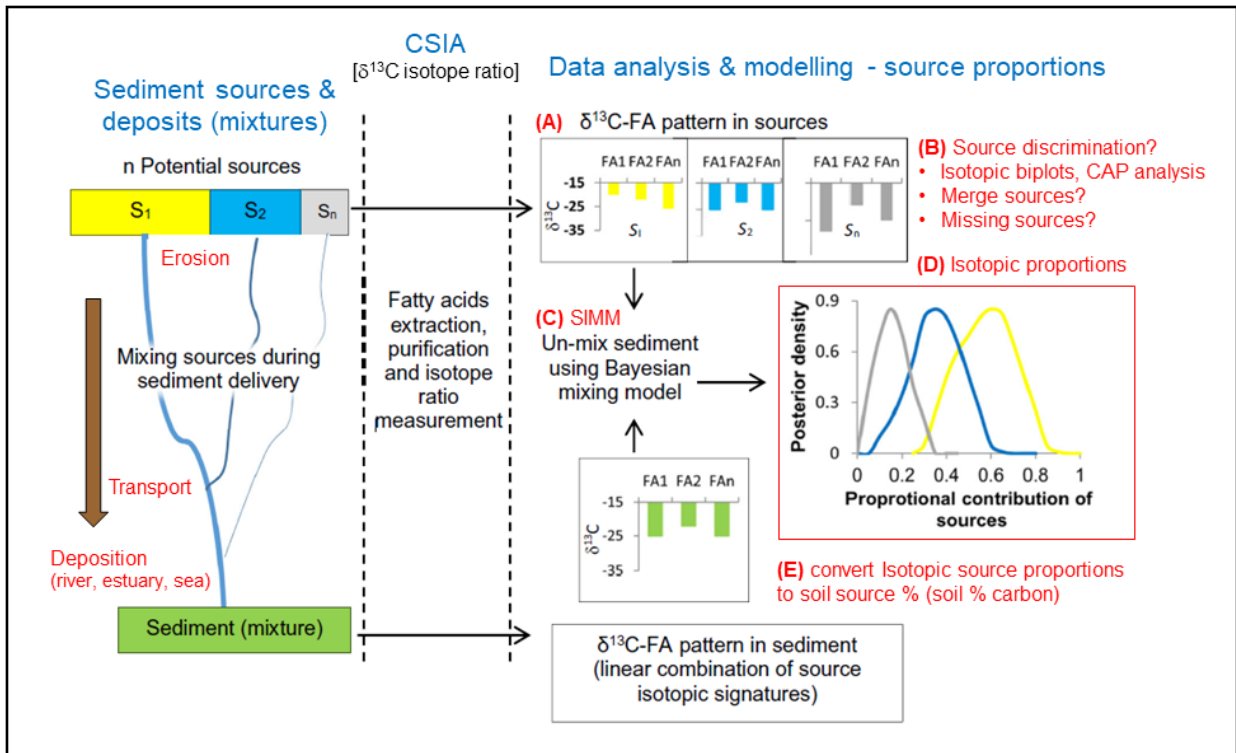 CSIA
[δ¹³C isotope ratio]
Data analysis & modelling - source proportions
Sediment sources &
deposits (mixtures)
n Potential sources
S₁
S₂
Sₙ
Erosion
Mixing sources during
sediment delivery
Transport
Deposition
(river, estuary, sea)
Sediment (mixture)
Fatty acids
extraction,
purification
and isotope
ratio
measurement
(A) δ¹³C-FA pattern in sources
FA1 FA2 FAn
-15
-25
-35
δ¹³C
S₁
FA1 FA2 FAn
S₂
FA1 FA2 FAn
Sₙ
(B) Source discrimination?
• Isotopic biplots, CAP analysis
• Merge sources?
• Missing sources?
(C) SIMM
Un-mix sediment
using Bayesian
mixing model
FA1 FA2 FAn
-15
-25
-35
δ¹³C
(D) Isotopic proportions
Posterior density
0.9
0.6
0.3
0
0 0.2 0.4 0.6 0.8 1
Proprotional contribution of
sources
(E) convert Isotopic source proportions
to soil source % (soil % carbon)
δ¹³C-FA pattern in sediment
(linear combination of source
isotopic signatures)